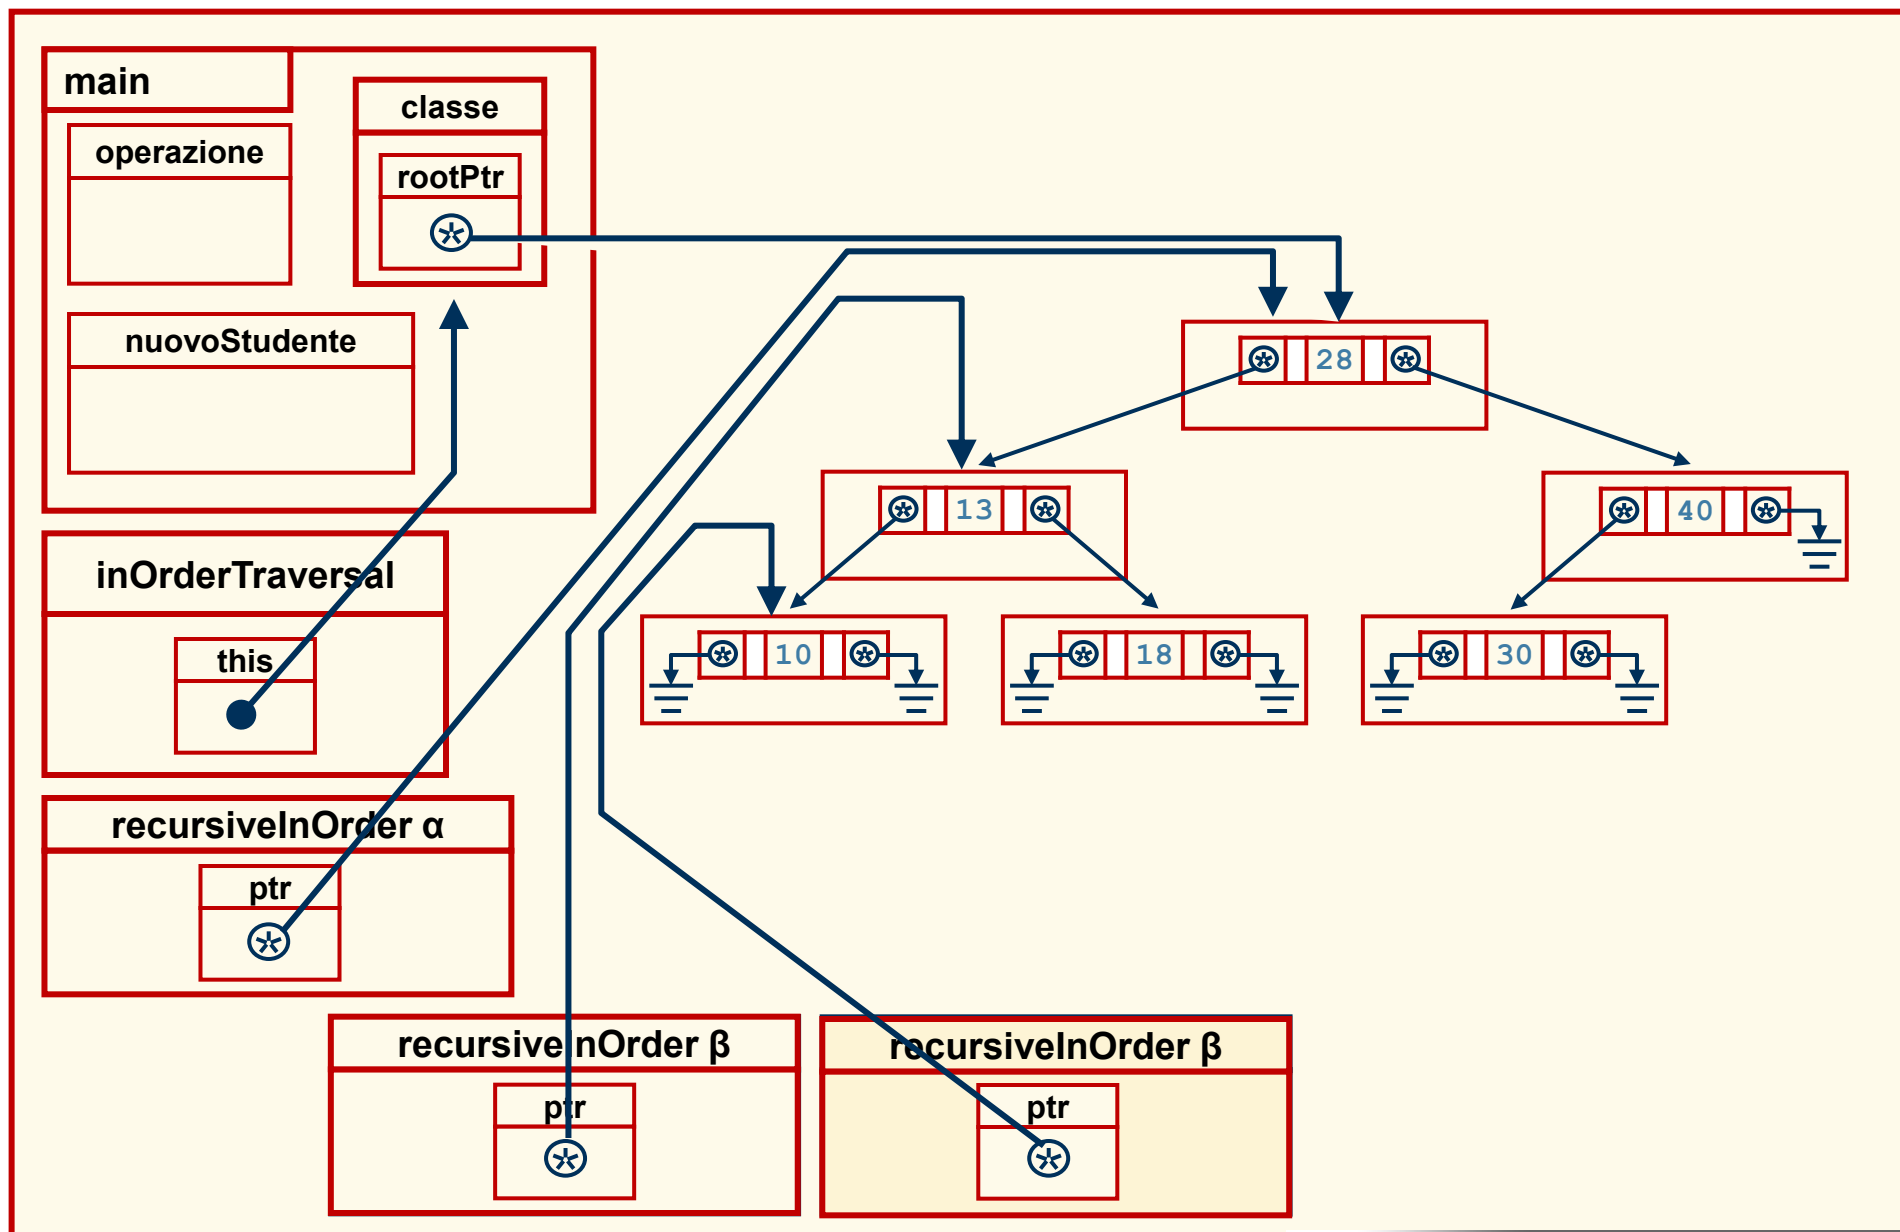 main
classe
operazione
rootPtr
nuovoStudente
28
13
40
inOrderTraversal
this
10
18
30
recursiveInOrder α
ptr
recursiveInOrder β
recursiveInOrder β
ptr
ptr